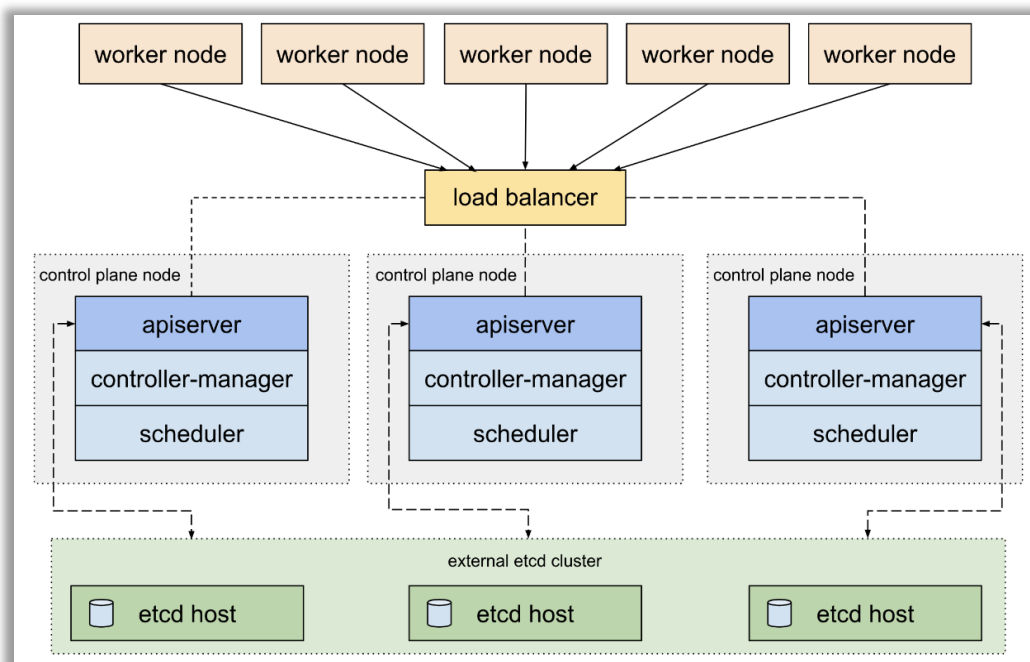 worker node
worker node
worker node
worker node
worker node
load balancer
control plane node
control plane node
control plane node
apiserver
apiserver
apiserver
controller-manager
controller-manager
controller-manager
scheduler
scheduler
scheduler
external etcd cluster
etcd host
etcd host
etcd host